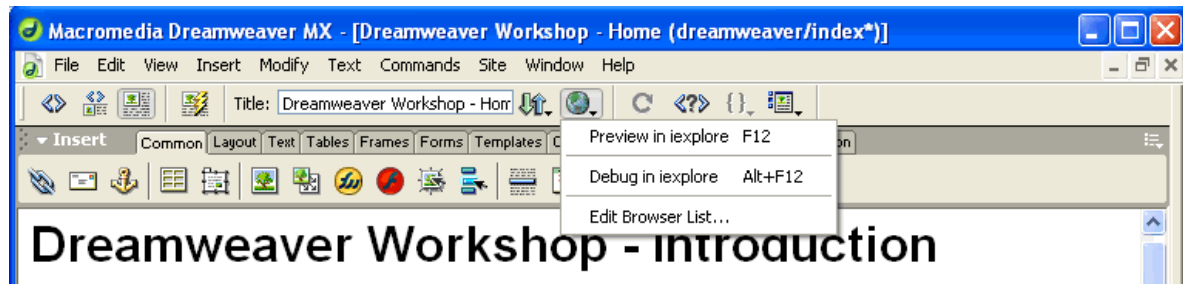 Macromedia Dreamweaver MX - [Dreamweaver Workshop - Home (dreamweaver/index*)]
File Edit View Insert Modify Text Commands Site Window Help
Title: Dreamweaver Workshop - Hom
Preview in iexplore F12
Insert Common Layout Text Tables Frames Forms Templates
Debug in iexplore Alt+F12
Edit Browser List...
Dreamweaver Workshop - Introduction